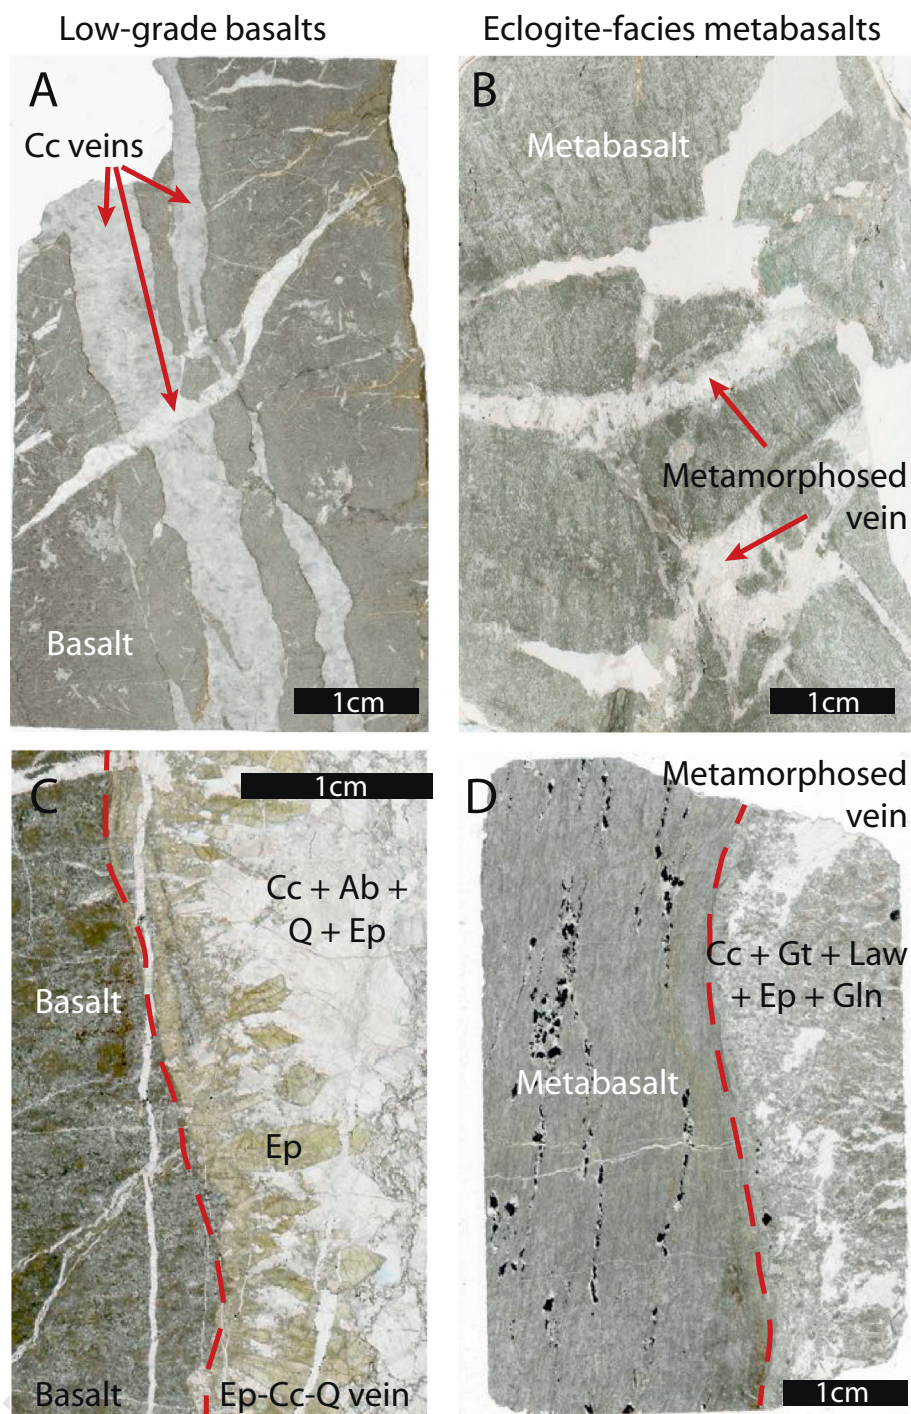 Low-grade basalts
Eclogite-facies metabasalts
A
Cc veins
Basalt
1cm
B
Metabasalt
Metamorphosed
vein
1cm
C
1cm
Cc + Ab +
Q + Ep
Basalt
Ep
Basalt
Ep-Cc-Q vein
D
Metamorphosed
vein
Cc + Gt + Law
+ Ep + Gln
Metabasalt
1cm